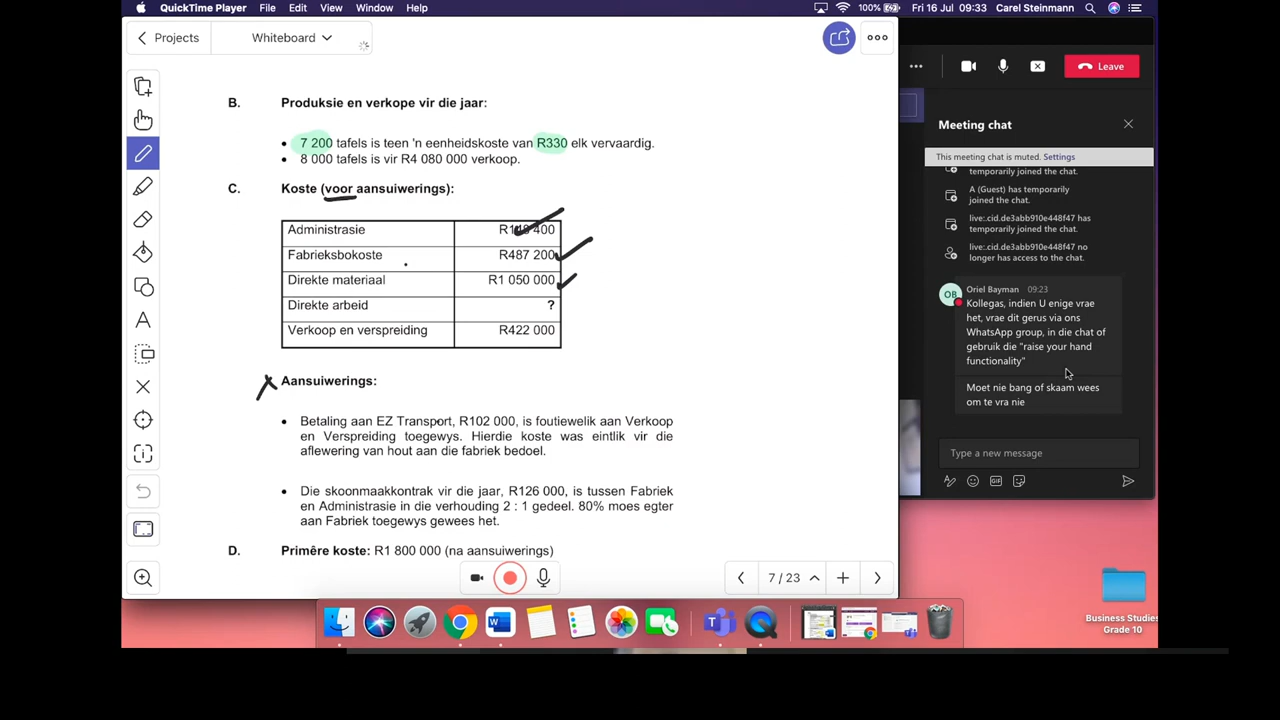 QuickTime Player File Edit View Window Help 100% Fri 16 Jul 09:33 Carel Steinmann
Projects Whiteboard
B. Produksie en verkope vir die jaar:
• 7 200 tafels is teen 'n eenheidskoste van R330 elk vervaardig.
• 8 000 tafels is vir R4 080 000 verkoop.
C. Koste (voor aansuiwerings):
Administrasie 400
Fabrieksbokoste R487 200
Direkte materiaal R1 050 000
Direkte arbeid ?
Verkoop en verspreiding R422 000
Aansuiwerings:
• Betaling aan EZ Transport, R102 000, is foutiewelik aan Verkoop
en Verspreiding toegewys. Hierdie koste was eintlik vir die
aflewering van hout aan die fabriek bedoel.
• Die skoonmaakkontrak vir die jaar, R126 000, is tussen Fabriek
en Administrasie in die verhouding 2 : 1 gedeel. 80% moes egter
aan Fabriek toegewys gewees het.
D. Primêre koste: R1 800 000 (na aansuiwerings)
7 / 23
Leave
Meeting chat
This meeting chat is muted. Settings
temporarily joined the chat.
A (Guest) has temporarily
joined the chat.
live:.cid.de3abb910e448f47 has
temporarily joined the chat.
live:.cid.de3abb910e448f47 no
longer has access to the chat.
OB
Oriel Bayman 09:23
Kollegas, indien U enige vrae
het, vrae dit gerus via ons
WhatsApp group, in die chat of
gebruik die "raise your hand
functionality"
Moet nie bang of skaam wees
om te vra nie
Type a new message
GIF
Business Studies
Grade 10